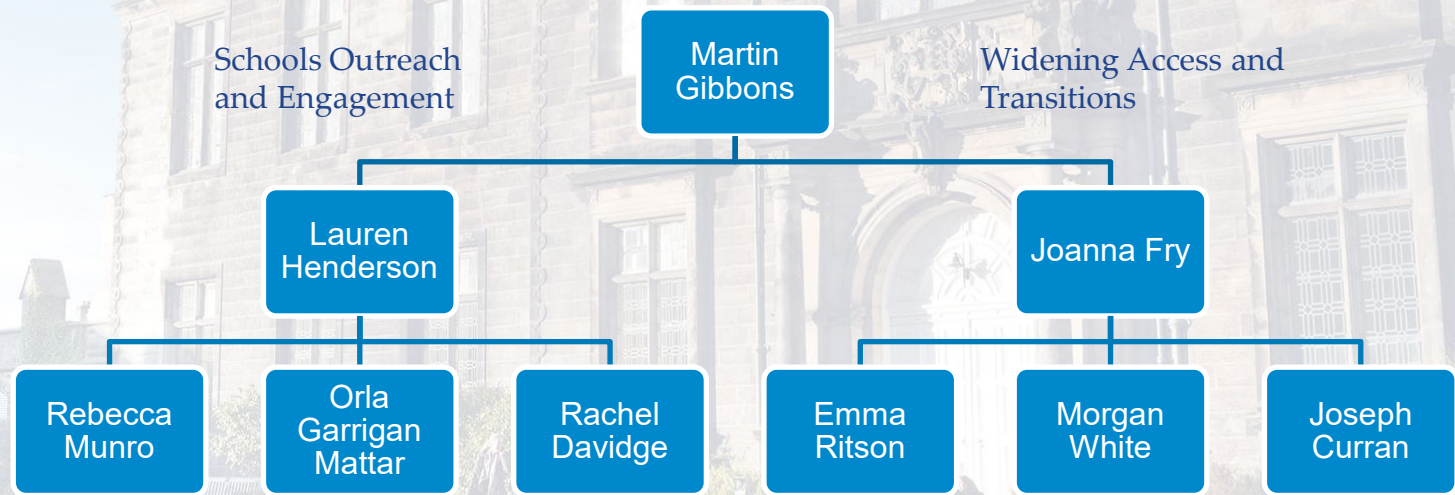 Schools Outreach
and Engagement
Martin
Gibbons
Widening Access and
Transitions
Lauren
Henderson
Joanna Fry
Rebecca
Munro
Orla
Garrigan
Mattar
Rachel
Davidge
Emma
Ritson
Morgan
White
Joseph
Curran